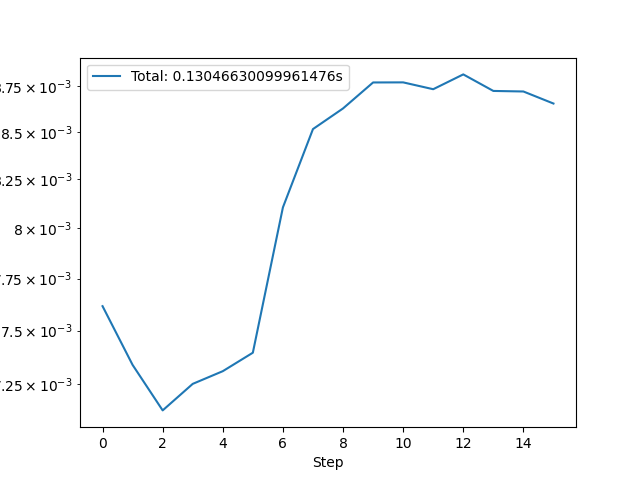 Total: 0.13046630099961476s
.75 × 10⁻³
8.5 × 10⁻³
.25 × 10⁻³
8 × 10⁻³
.75 × 10⁻³
7.5 × 10⁻³
.25 × 10⁻³
0 2 4 6 8 10 12 14
Step